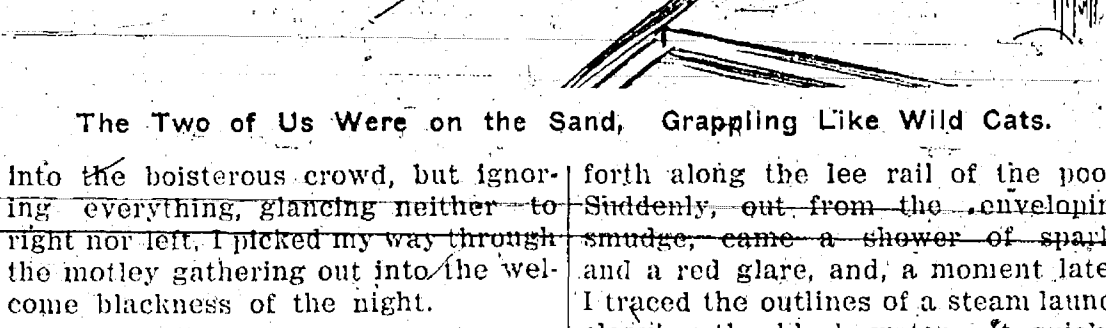 The Two of Us Were on the Sand, Grappling Like Wild Cats.
into the boisterous crowd, but ignor-
ing everything, glancing neither to
right nor left, I picked my way through
the motley gathering out into the wel-
come blackness of the night.
forth along the lee rail of the poo
Suddenly, out from the envelopin
smudge, came a shower of spark
and a red glare, and, a moment late
I traced the outlines of a steam launc